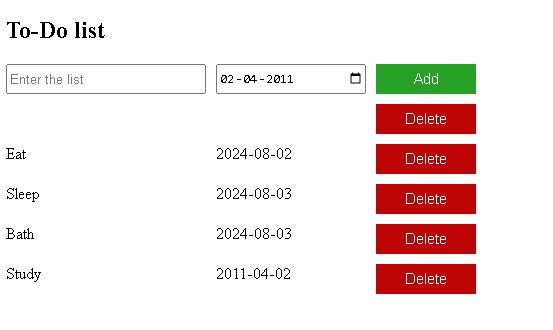 To-Do list
Enter the list 02-04-2011 Add
Delete
Eat 2024-08-02 Delete
Sleep 2024-08-03 Delete
Bath 2024-08-03 Delete
Study 2011-04-02 Delete